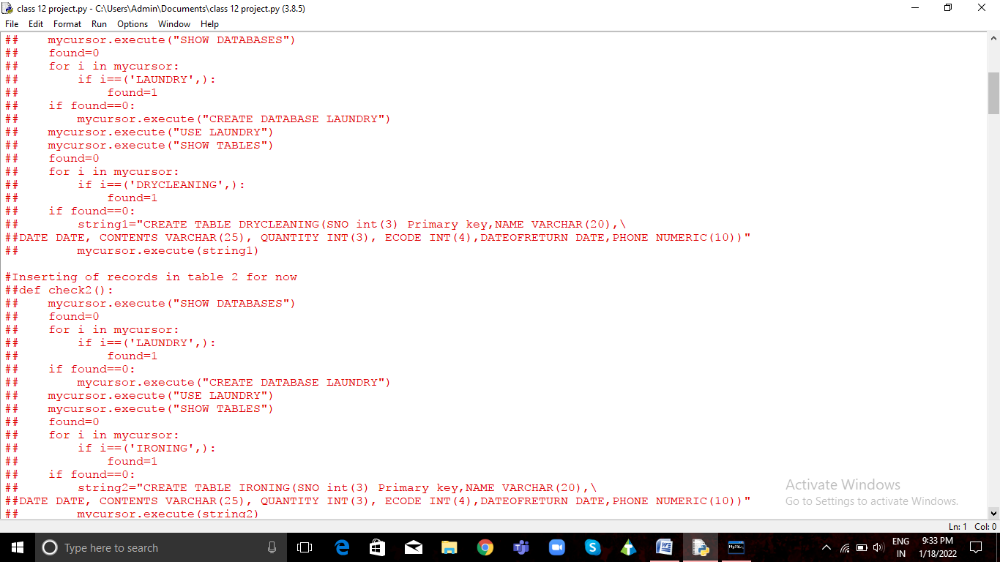 class 12 project.py - C:\Users\Admin\Documents\class 12 project.py (3.8.5)
File Edit Format Run Options Window Help
##    mycursor.execute("SHOW DATABASES")
##    found=0
##    for i in mycursor:
##        if i==('LAUNDRY',):
##            found=1
##    if found==0:
##        mycursor.execute("CREATE DATABASE LAUNDRY")
##    mycursor.execute("USE LAUNDRY")
##    mycursor.execute("SHOW TABLES")
##    found=0
##    for i in mycursor:
##        if i==('DRYCLEANING',):
##            found=1
##    if found==0:
##        string1="CREATE TABLE DRYCLEANING(SNO int(3) Primary key,NAME VARCHAR(20),\
##DATE DATE, CONTENTS VARCHAR(25), QUANTITY INT(3), ECODE INT(4),DATEOFRETURN DATE,PHONE NUMERIC(10))"
##        mycursor.execute(string1)
#Inserting of records in table 2 for now
##def check2():
##    mycursor.execute("SHOW DATABASES")
##    found=0
##    for i in mycursor:
##        if i==('LAUNDRY',):
##            found=1
##    if found==0:
##        mycursor.execute("CREATE DATABASE LAUNDRY")
##    mycursor.execute("USE LAUNDRY")
##    mycursor.execute("SHOW TABLES")
##    found=0
##    for i in mycursor:
##        if i==('IRONING',):
##            found=1
##    if found==0:
##        string2="CREATE TABLE IRONING(SNO int(3) Primary key,NAME VARCHAR(20),\
##DATE DATE, CONTENTS VARCHAR(25), QUANTITY INT(3), ECODE INT(4),DATEOFRETURN DATE,PHONE NUMERIC(10))"
##        mycursor.execute(string2)
Activate Windows
Go to Settings to activate Windows.
Ln: 1 Col: 0
Type here to search
MySQL
ENG
IN
9:33 PM
1/18/2022